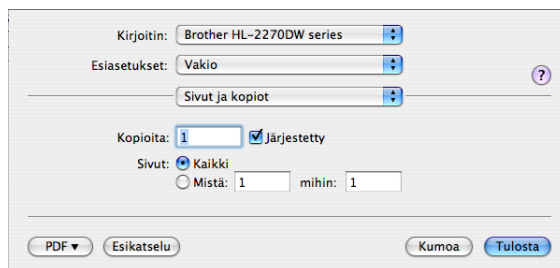 Kirjoitin: Brother HL-2270DW series
Esiasetukset: Vakio
?
Sivut ja kopiot
Kopioita: 1 Järjestetty
Sivut: Kaikki
Mistä: 1 mihin: 1
PDF ▼ Esikatselu Kumoa Tulosta